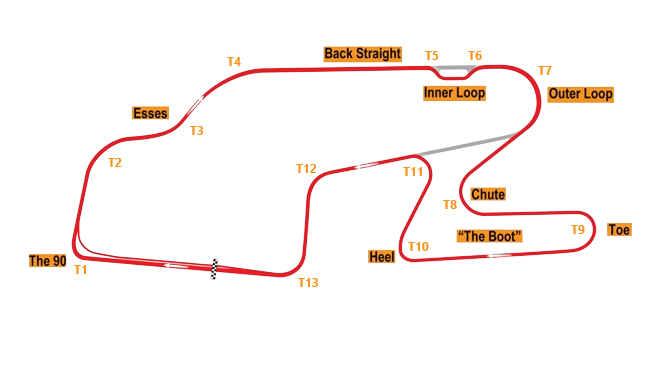 Back Straight
T5
T6
T4
T7
Inner Loop
Outer Loop
Esses
T3
T2
T12
T11
Chute
T8
"The Boot"
T9
Toe
T10
Heel
The 90
T1
T13